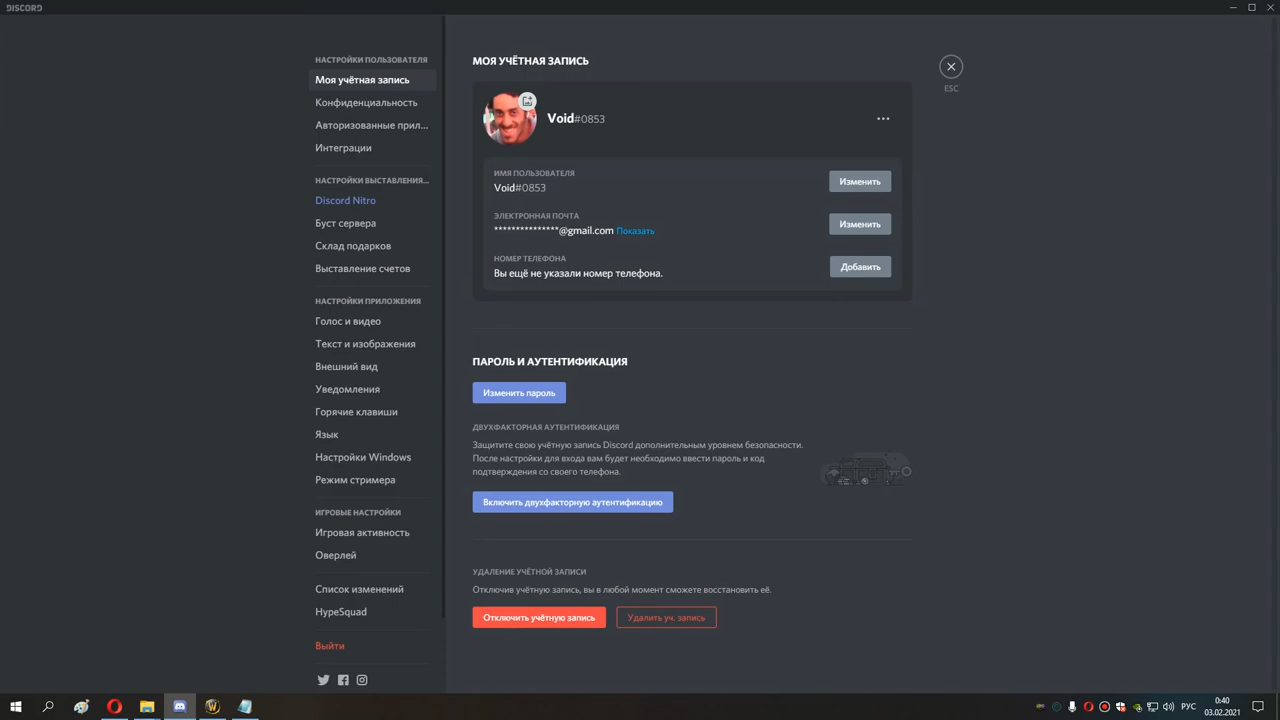 DISCORD
НАСТРОЙКИ ПОЛЬЗОВАТЕЛЯ
Моя учётная запись
Конфиденциальность
Авторизованные прил...
Интеграции
НАСТРОЙКИ ВЫСТАВЛЕНИЯ...
Discord Nitro
Буст сервера
Склад подарков
Выставление счетов
НАСТРОЙКИ ПРИЛОЖЕНИЯ
Голос и видео
Текст и изображения
Внешний вид
Уведомления
Горячие клавиши
Язык
Настройки Windows
Режим стримера
ИГРОВЫЕ НАСТРОЙКИ
Игровая активность
Оверлей
Список изменений
HypeSquad
Выйти
МОЯ УЧЁТНАЯ ЗАПИСЬ
ESC
Void#0853
ИМЯ ПОЛЬЗОВАТЕЛЯ
Void#0853
Изменить
ЭЛЕКТРОННАЯ ПОЧТА
***************@gmail.com Показать
Изменить
НОМЕР ТЕЛЕФОНА
Вы ещё не указали номер телефона.
Добавить
ПАРОЛЬ И АУТЕНТИФИКАЦИЯ
Изменить пароль
ДВУХФАКТОРНАЯ АУТЕНТИФИКАЦИЯ
Защитите свою учётную запись Discord дополнительным уровнем безопасности.
После настройки для входа вам будет необходимо ввести пароль и код
подтверждения со своего телефона.
Включить двухфакторную аутентификацию
УДАЛЕНИЕ УЧЁТНОЙ ЗАПИСИ
Отключив учётную запись, вы в любой момент сможете восстановить её.
Отключить учётную запись
Удалить уч. запись
РУС
0:40
03.02.2021